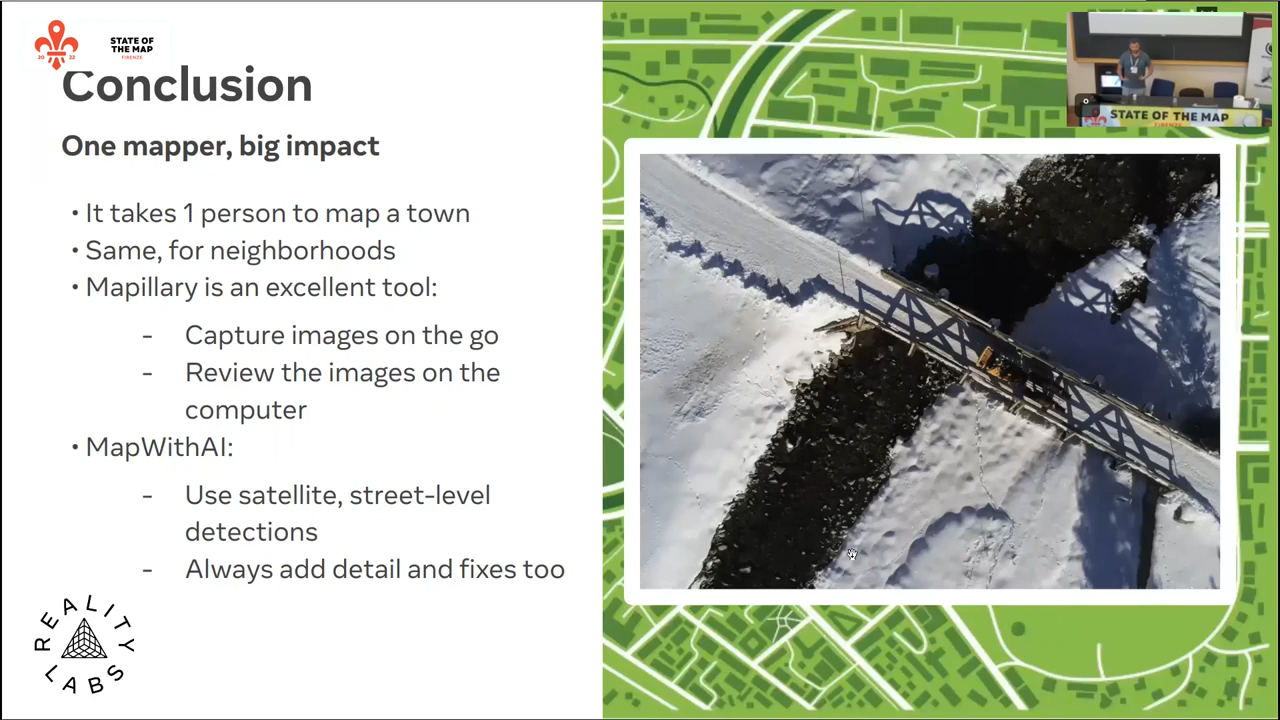 20 22
STATE OF
THE MAP
FIRENZE
Conclusion
One mapper, big impact
• It takes 1 person to map a town
• Same, for neighborhoods
• Mapillary is an excellent tool:
- Capture images on the go
- Review the images on the
computer
• MapWithAI:
- Use satellite, street-level
detections
- Always add detail and fixes too
REALITY
LABS
STATE OF THE MAP
FIRENZE